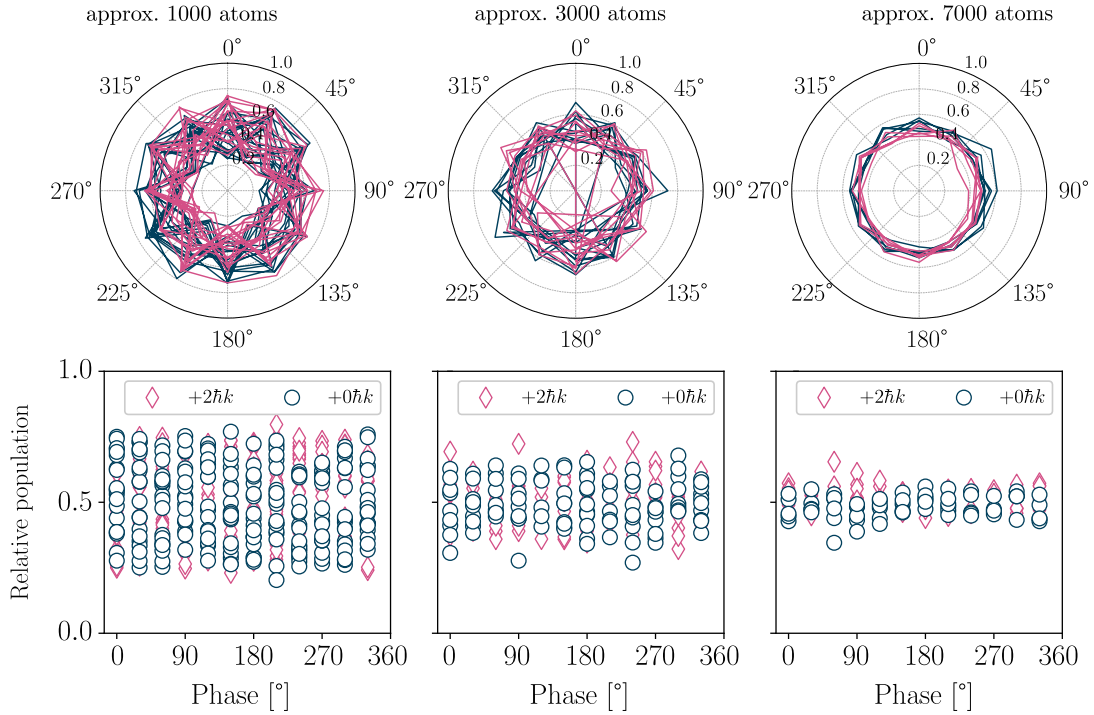 approx. 1000 atoms approx. 3000 atoms approx. 7000 atoms
0° 0° 0°
315° 1.0 45° 315° 1.0 45° 315° 1.0 45°
0.8 0.8 0.8
0.6 0.6 0.6
0.4 0.4 0.4
0.2 0.2 0.2
270° 90° 270° 90° 270° 90°
225° 135° 225° 135° 225° 135°
180° 180° 180°
1.0
+2ℏk +0ℏk +2ℏk +0ℏk +2ℏk +0ℏk
Relative population
0.5
0.0
0 90 180 270 360 0 90 180 270 360 0 90 180 270 360
Phase [°] Phase [°] Phase [°]